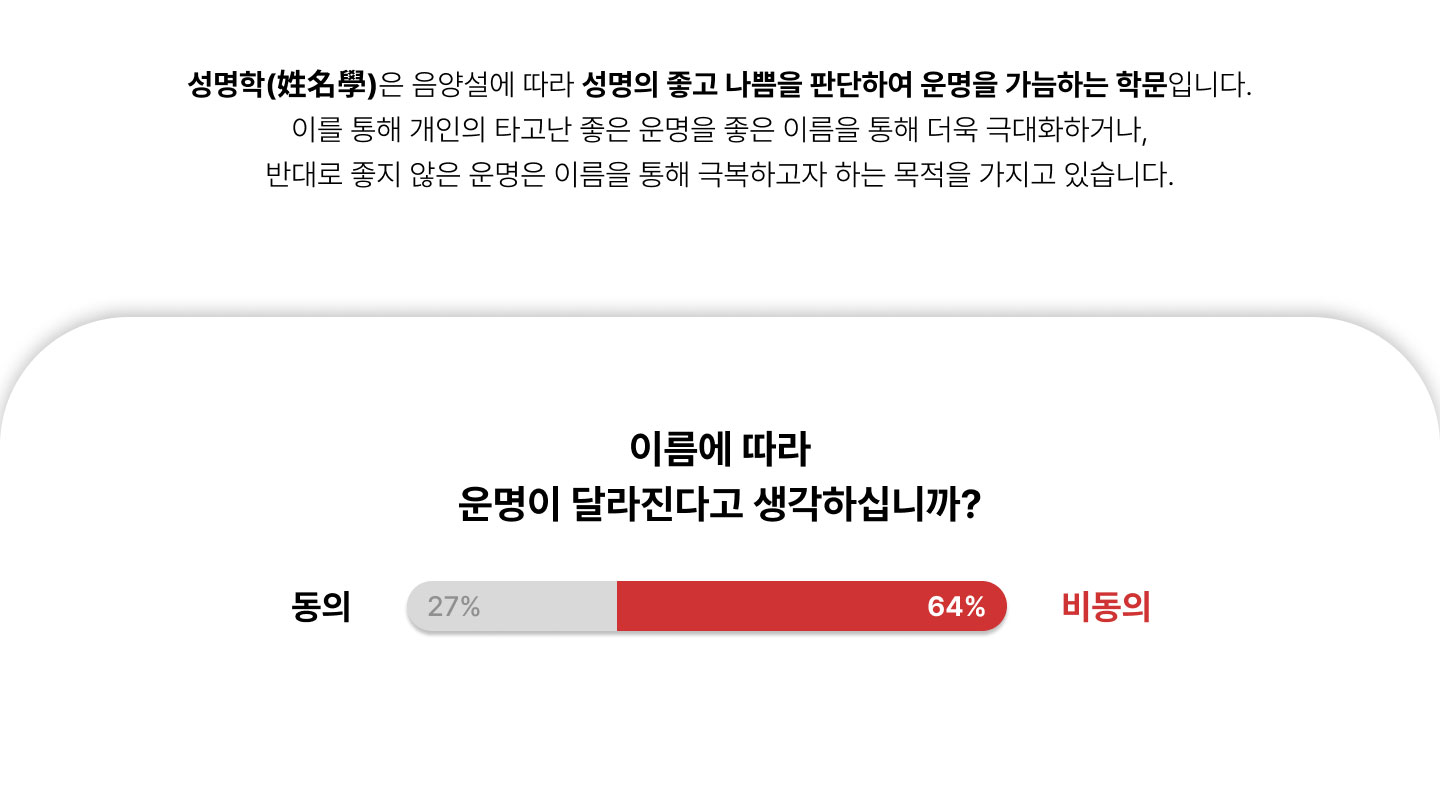 성명학(姓名學)은 음양설에 따라 성명의 좋고 나쁨을 판단하여 운명을 가늠하는 학문입니다.
이를 통해 개인의 타고난 좋은 운명을 좋은 이름을 통해 더욱 극대화하거나,
반대로 좋지 않은 운명은 이름을 통해 극복하고자 하는 목적을 가지고 있습니다.
이름에 따라
운명이 달라진다고 생각하십니까?
동의 27% 64% 비동의